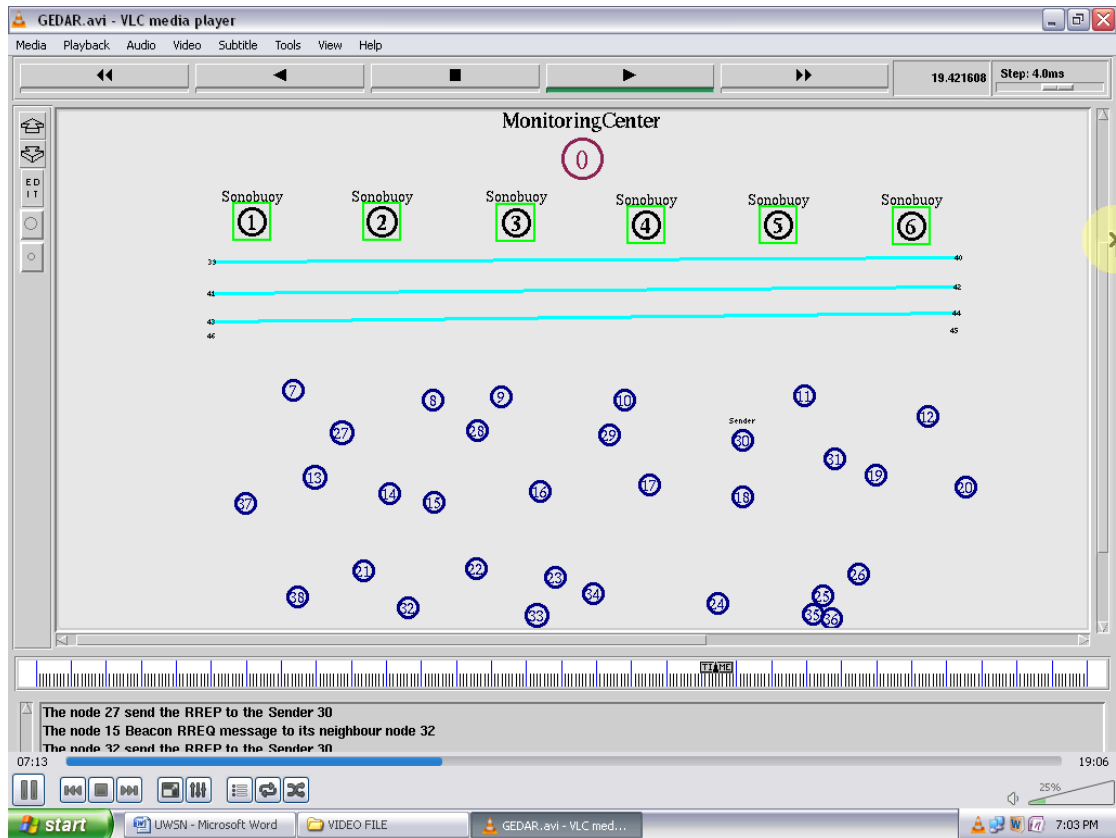 GEDAR.avi - VLC media player
Media Playback Audio Video Subtitle Tools View Help
19.421608 Step: 4.0ms
MonitoringCenter
0
ED
IT
Sonobuoy Sonobuoy Sonobuoy Sonobuoy Sonobuoy Sonobuoy
1 2 3 4 5 6
39 40
41 42
43 44
46 45
7 8 9 10 11 12
Sender
27 28 29 30 31
13 14 15 16 17 18 19 20
37
21 22 23 26
38 32 33 34 24 25
35 36
TIME
The node 27 send the RREP to the Sender 30
The node 15 Beacon RREQ message to its neighbour node 32
The node 32 send the RREP to the Sender 30
07:13 19:06
25%
start UWSN - Microsoft Word VIDEO FILE GEDAR.avi - VLC med... 7:03 PM